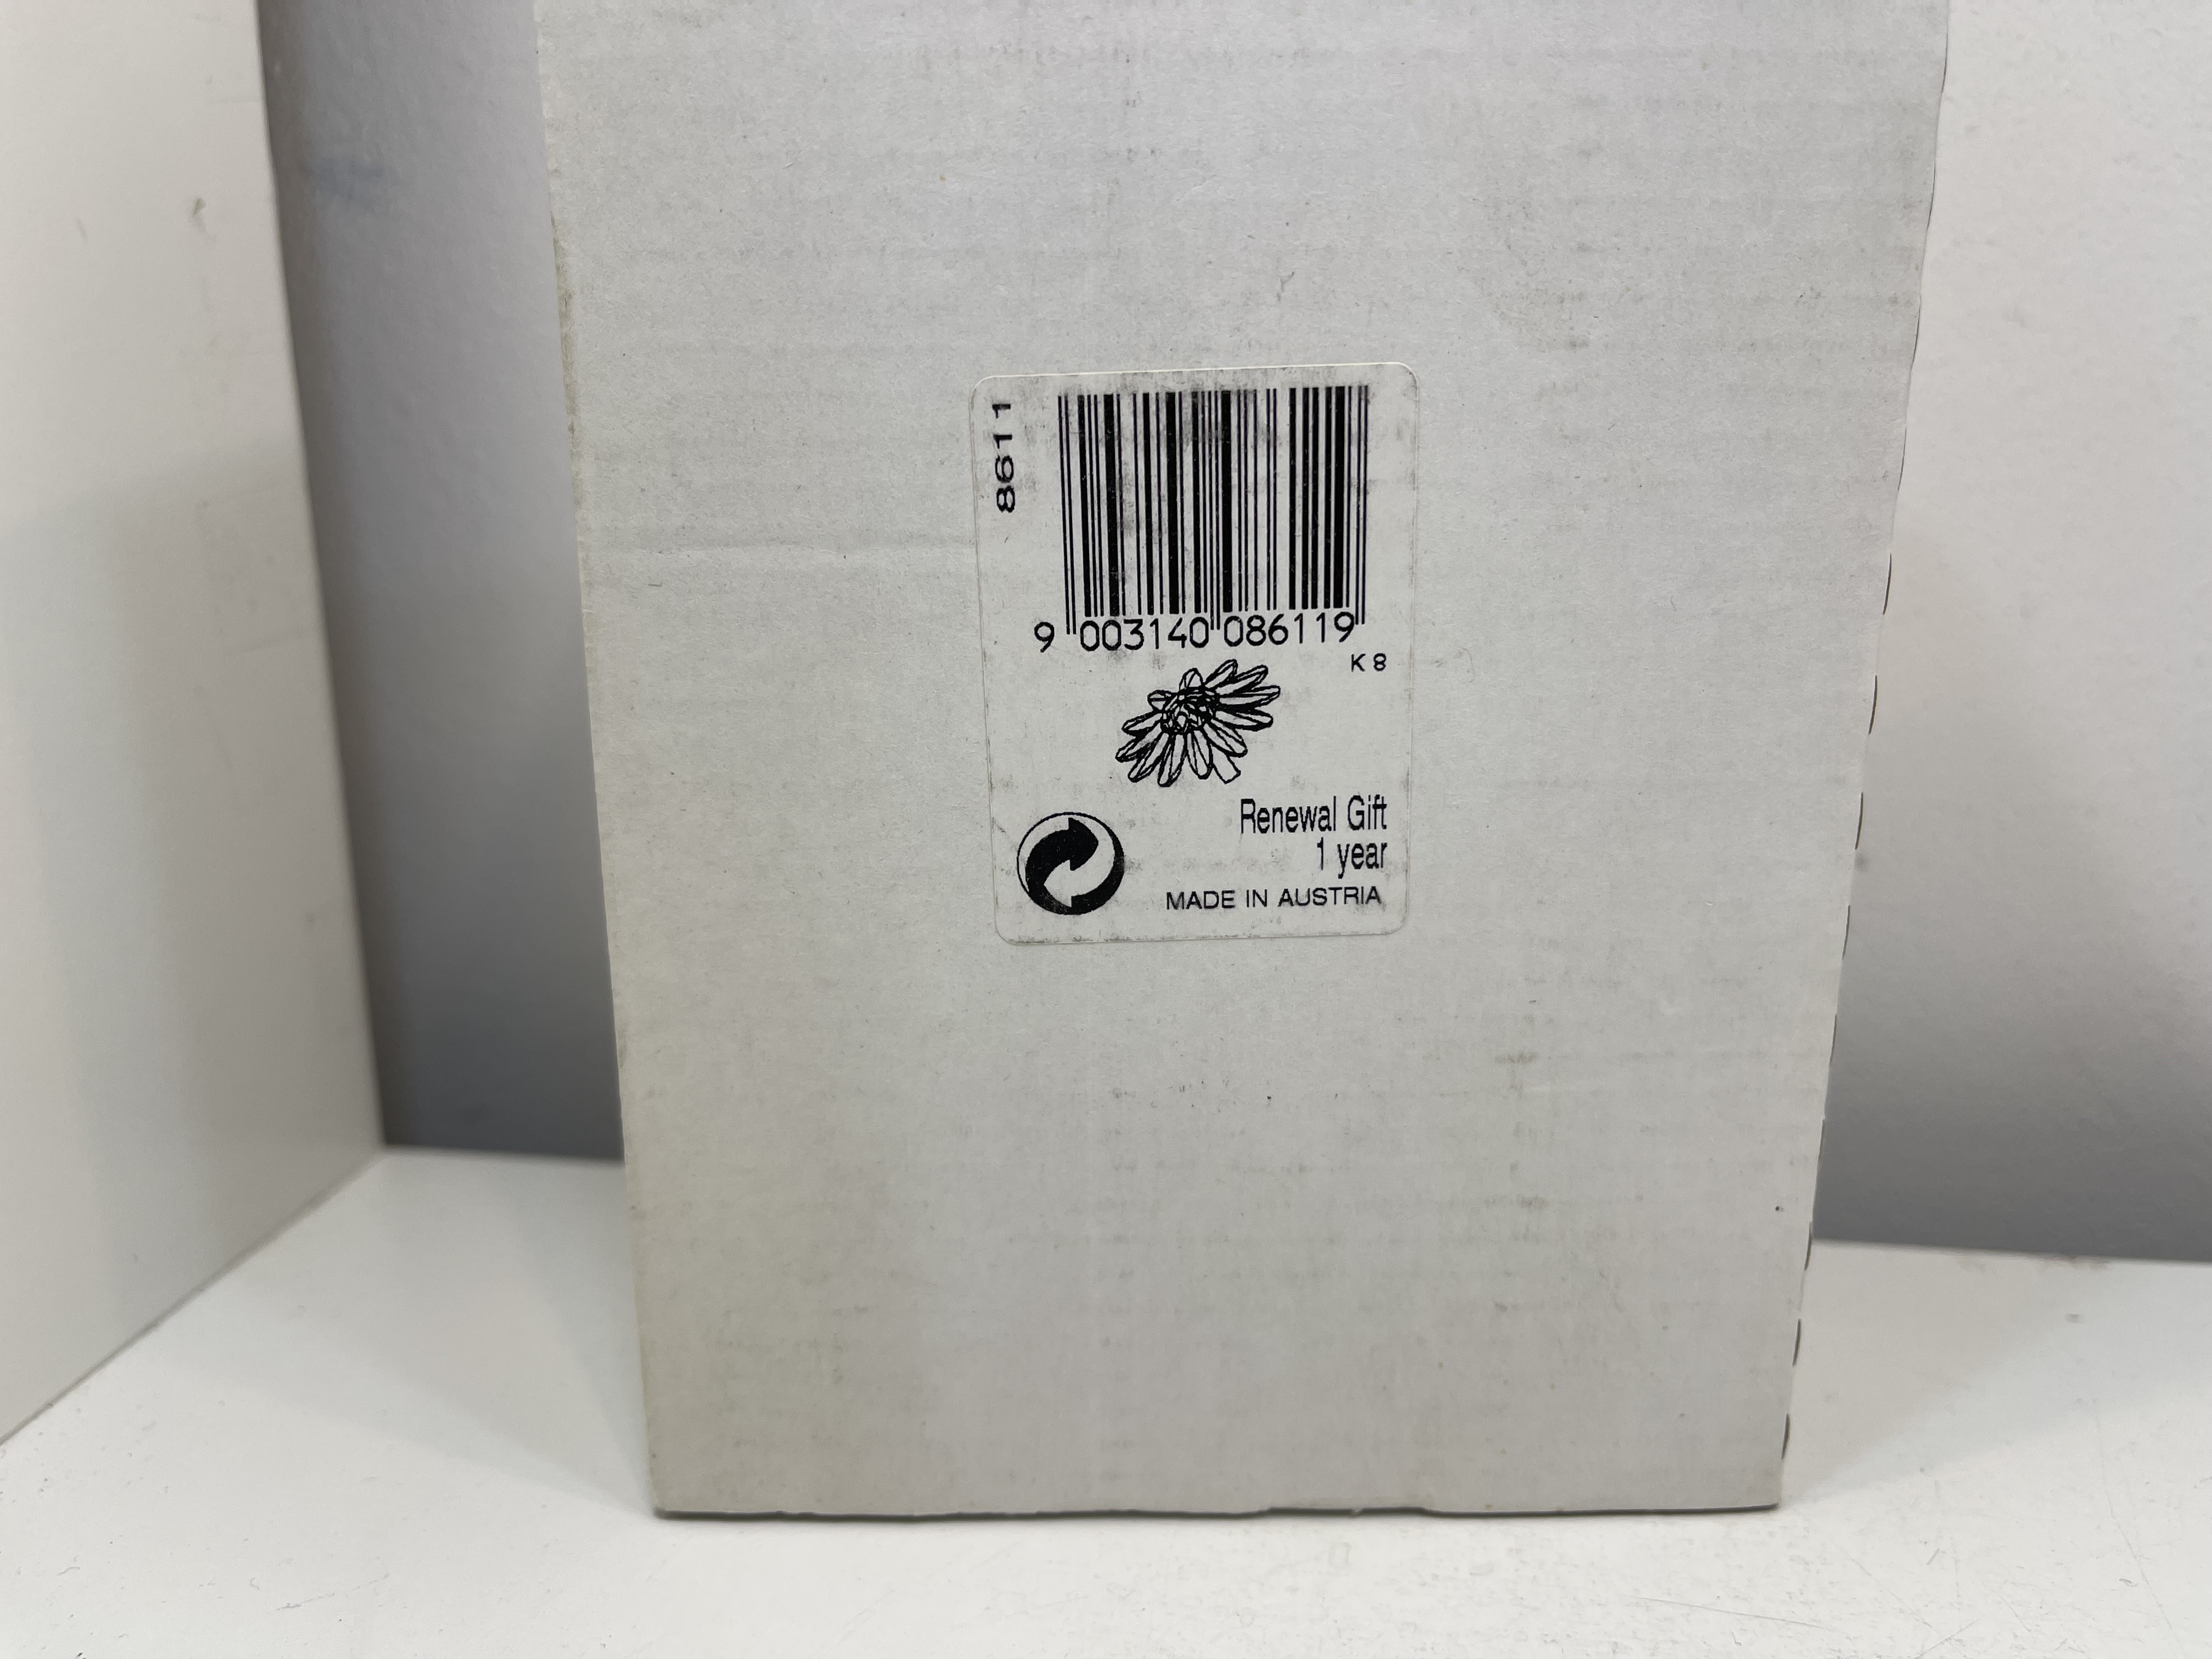 8611
9 003140 086119
K 8
Renewal Gift
1 year
MADE IN AUSTRIA